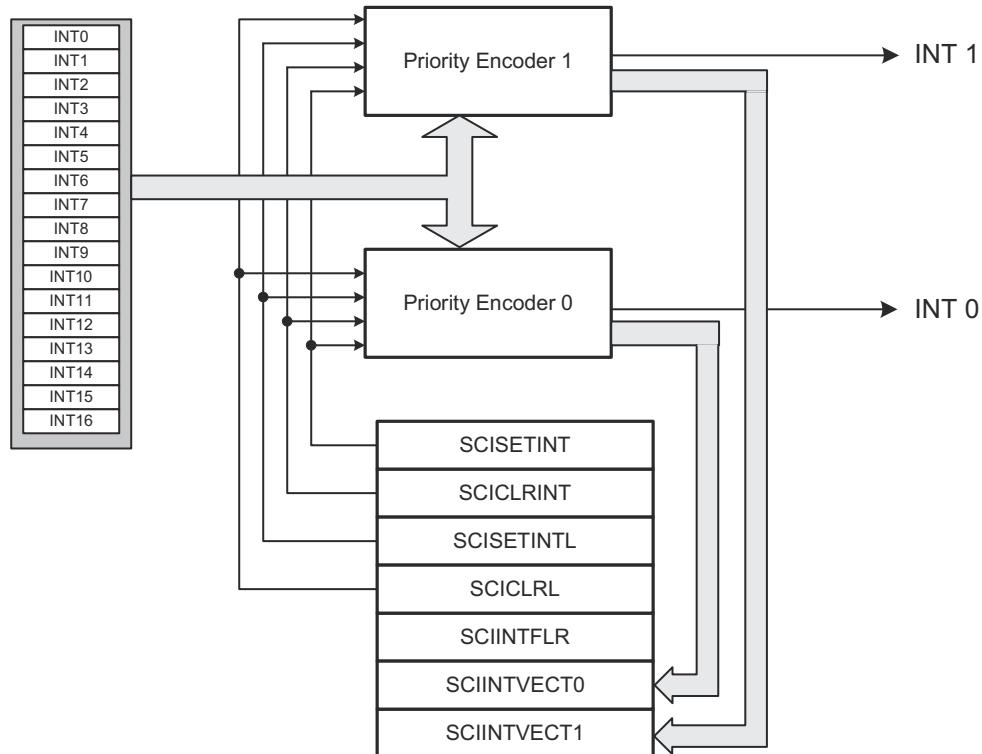 INT0
INT1
INT2
INT3
INT4
INT5
INT6
INT7
INT8
INT9
INT10
INT11
INT12
INT13
INT14
INT15
INT16
Priority Encoder 1
INT 1
Priority Encoder 0
INT 0
SCISETINT
SCICLRINT
SCISETINTL
SCICLRL
SCIINTFLR
SCIINTVECT0
SCIINTVECT1